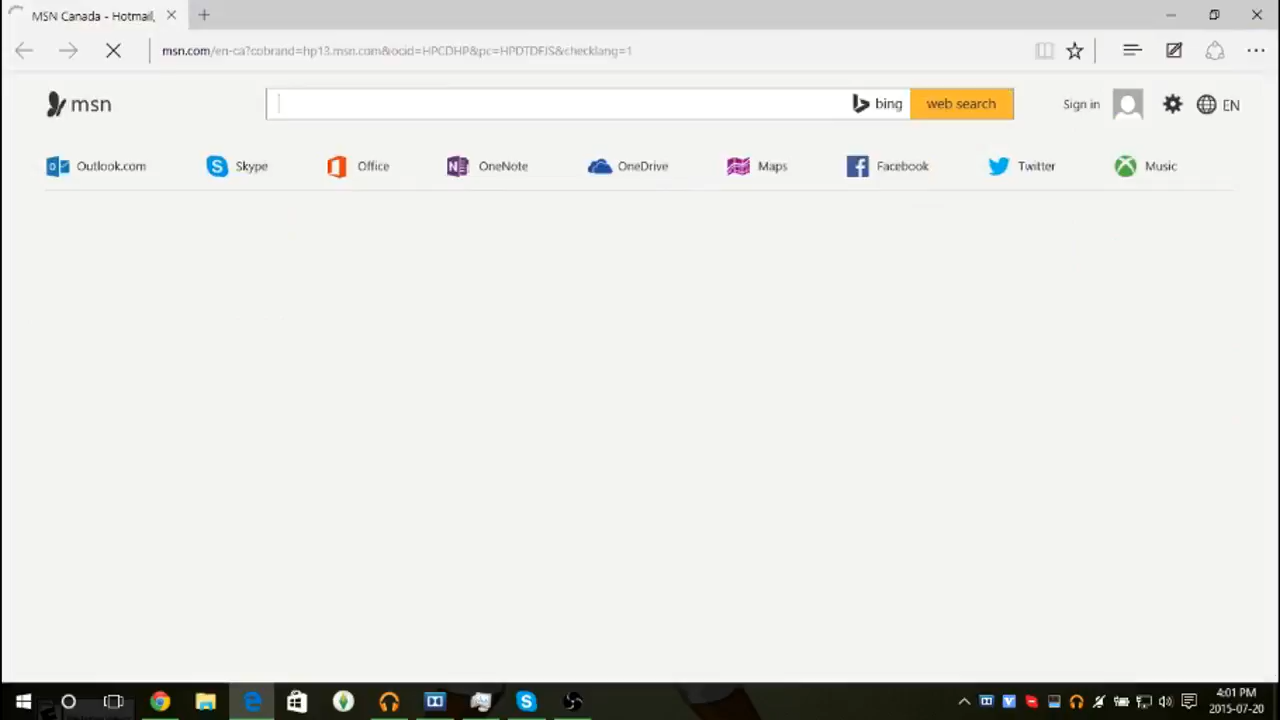 MSN Canada - Hotmail,
msn.com/en-ca?cobrand=hp13.msn.com&ocid=HPCDHP&pc=HPDTDFJS&checklang=1
msn
bing
web search
Sign in
EN
Outlook.com
Skype
Office
OneNote
OneDrive
Maps
Facebook
Twitter
Music
4:01 PM
2015-07-20